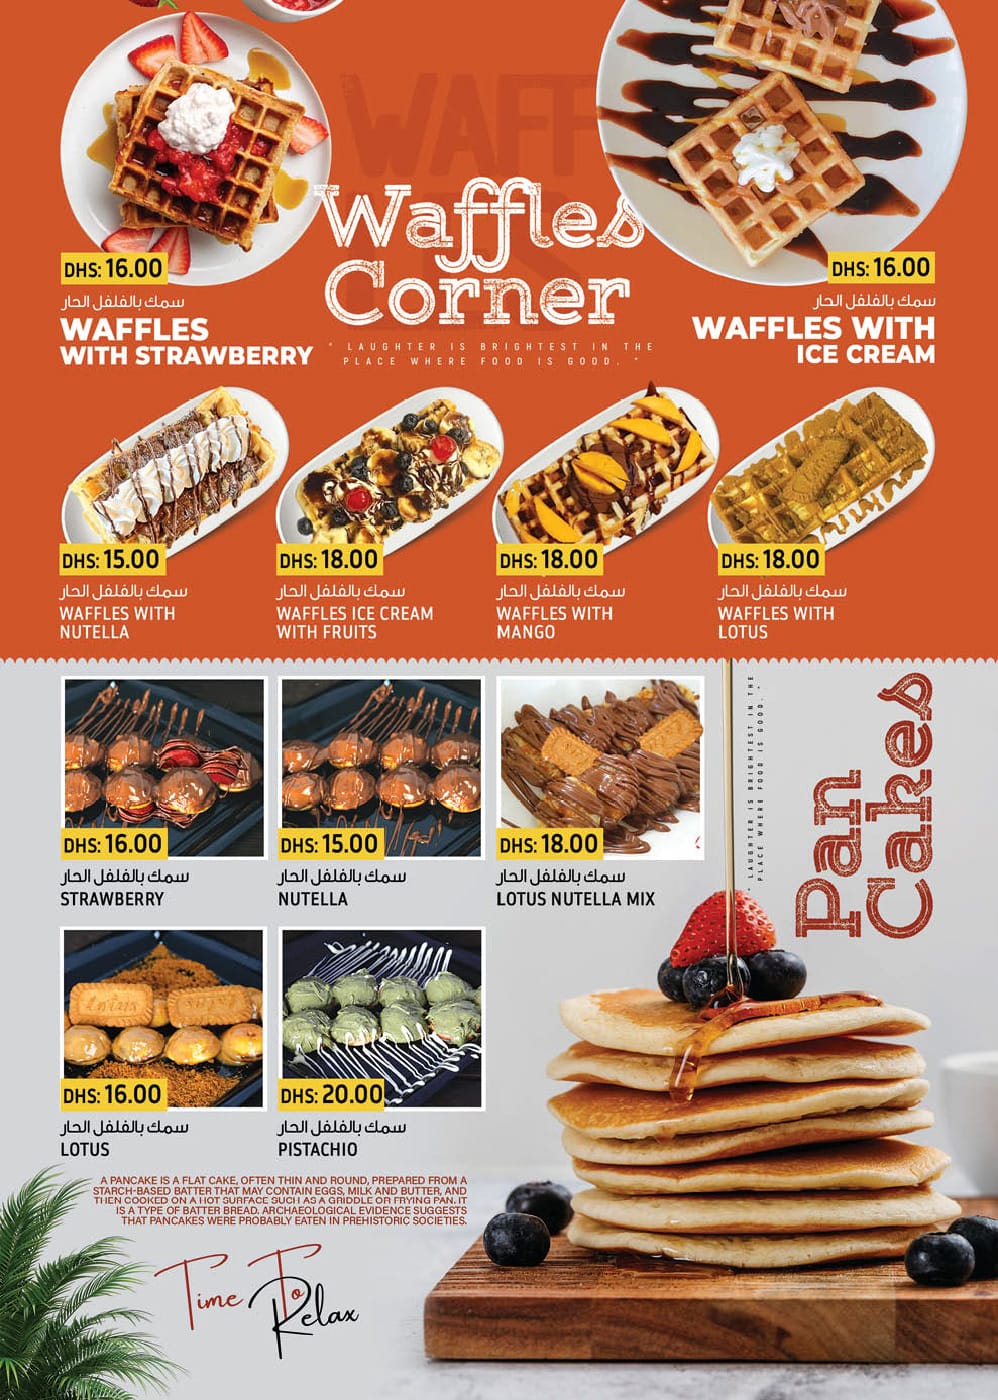 WAFF
Waffles
Corner
" LAUGHTER IS BRIGHTEST IN THE
PLACE WHERE FOOD IS GOOD. "
DHS: 16.00
سمك بالفلفل الحار
WAFFLES
WITH STRAWBERRY
DHS: 16.00
سمك بالفلفل الحار
WAFFLES WITH
ICE CREAM
DHS: 15.00
سمك بالفلفل الحار
WAFFLES WITH
NUTELLA
DHS: 18.00
سمك بالفلفل الحار
WAFFLES ICE CREAM
WITH FRUITS
DHS: 18.00
سمك بالفلفل الحار
WAFFLES WITH
MANGO
DHS: 18.00
سمك بالفلفل الحار
WAFFLES WITH
LOTUS
Pan
Cakes
" LAUGHTER IS BRIGHTEST IN THE
PLACE WHERE FOOD IS GOOD. "
DHS: 16.00
سمك بالفلفل الحار
STRAWBERRY
DHS: 15.00
سمك بالفلفل الحار
NUTELLA
DHS: 18.00
سمك بالفلفل الحار
LOTUS NUTELLA MIX
DHS: 16.00
سمك بالفلفل الحار
LOTUS
DHS: 20.00
سمك بالفلفل الحار
PISTACHIO
A PANCAKE IS A FLAT CAKE, OFTEN THIN AND ROUND, PREPARED FROM A
STARCH-BASED BATTER THAT MAY CONTAIN EGGS, MILK AND BUTTER, AND
THEN COOKED ON A HOT SURFACE SUCH AS A GRIDDLE OR FRYING PAN. IT
IS A TYPE OF BATTER BREAD. ARCHAEOLOGICAL EVIDENCE SUGGESTS
THAT PANCAKES WERE PROBABLY EATEN IN PREHISTORIC SOCIETIES.
Time To
Relax